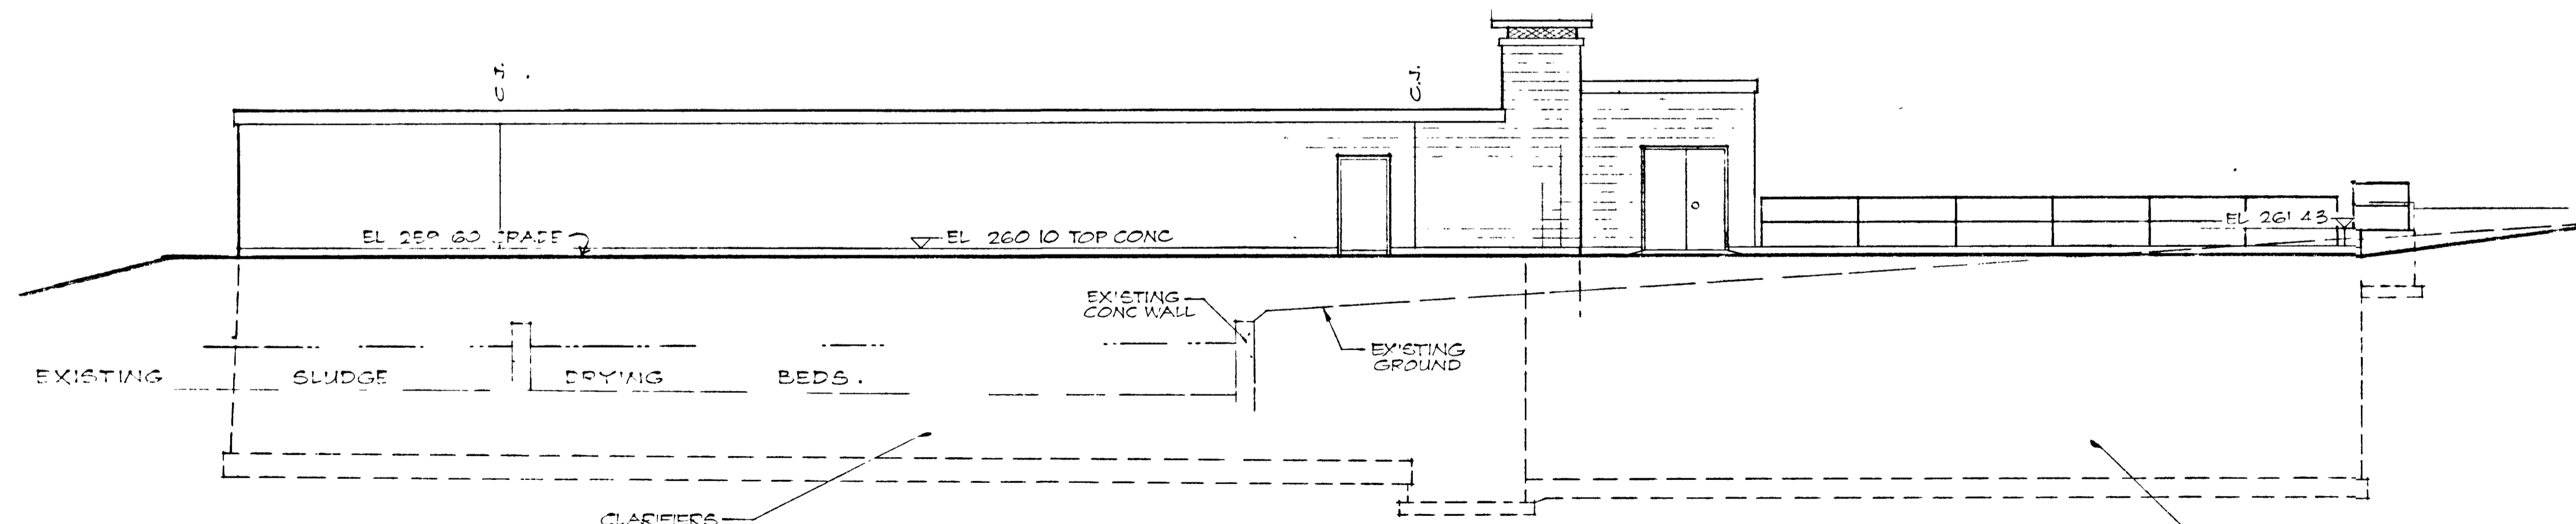 C.J.
C.J.
EL 259 60 GRADE
EL 260 10 TOP CONC
EL 261 43
EXISTING
CONC WALL
EXISTING
GROUND
EXISTING SLUDGE DRYING BEDS.
CLARIFIERS